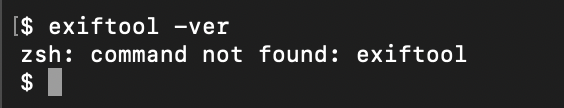 [$ exiftool -ver
zsh: command not found: exiftool
$